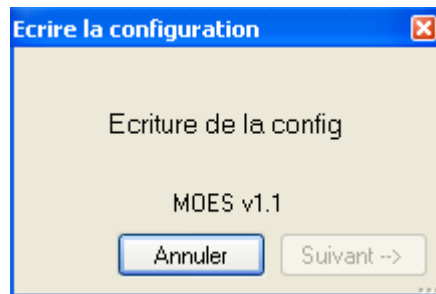 Ecrire la configuration
Ecriture de la config
MOES v1.1
Annuler
Suivant -->